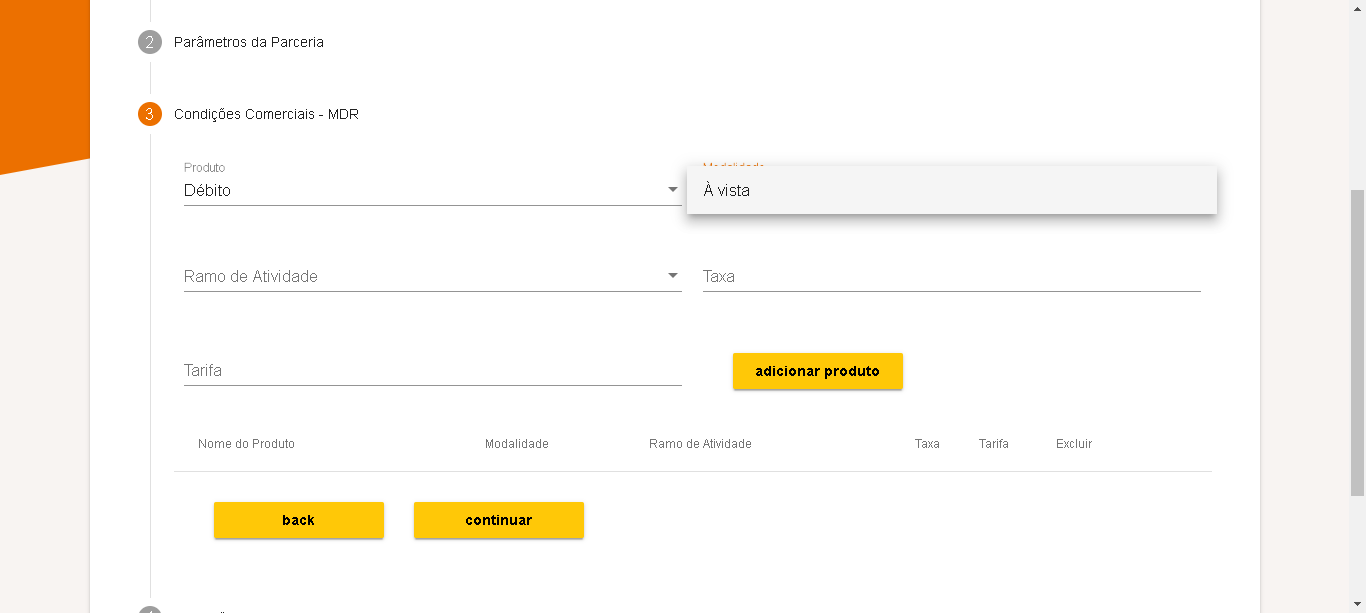 2 Parâmetros da Parceria
3 Condições Comerciais - MDR
Produto
Débito
À vista
Ramo de Atividade
Taxa
Tarifa
adicionar produto
Nome do Produto Modalidade Ramo de Atividade Taxa Tarifa Excluir
back continuar